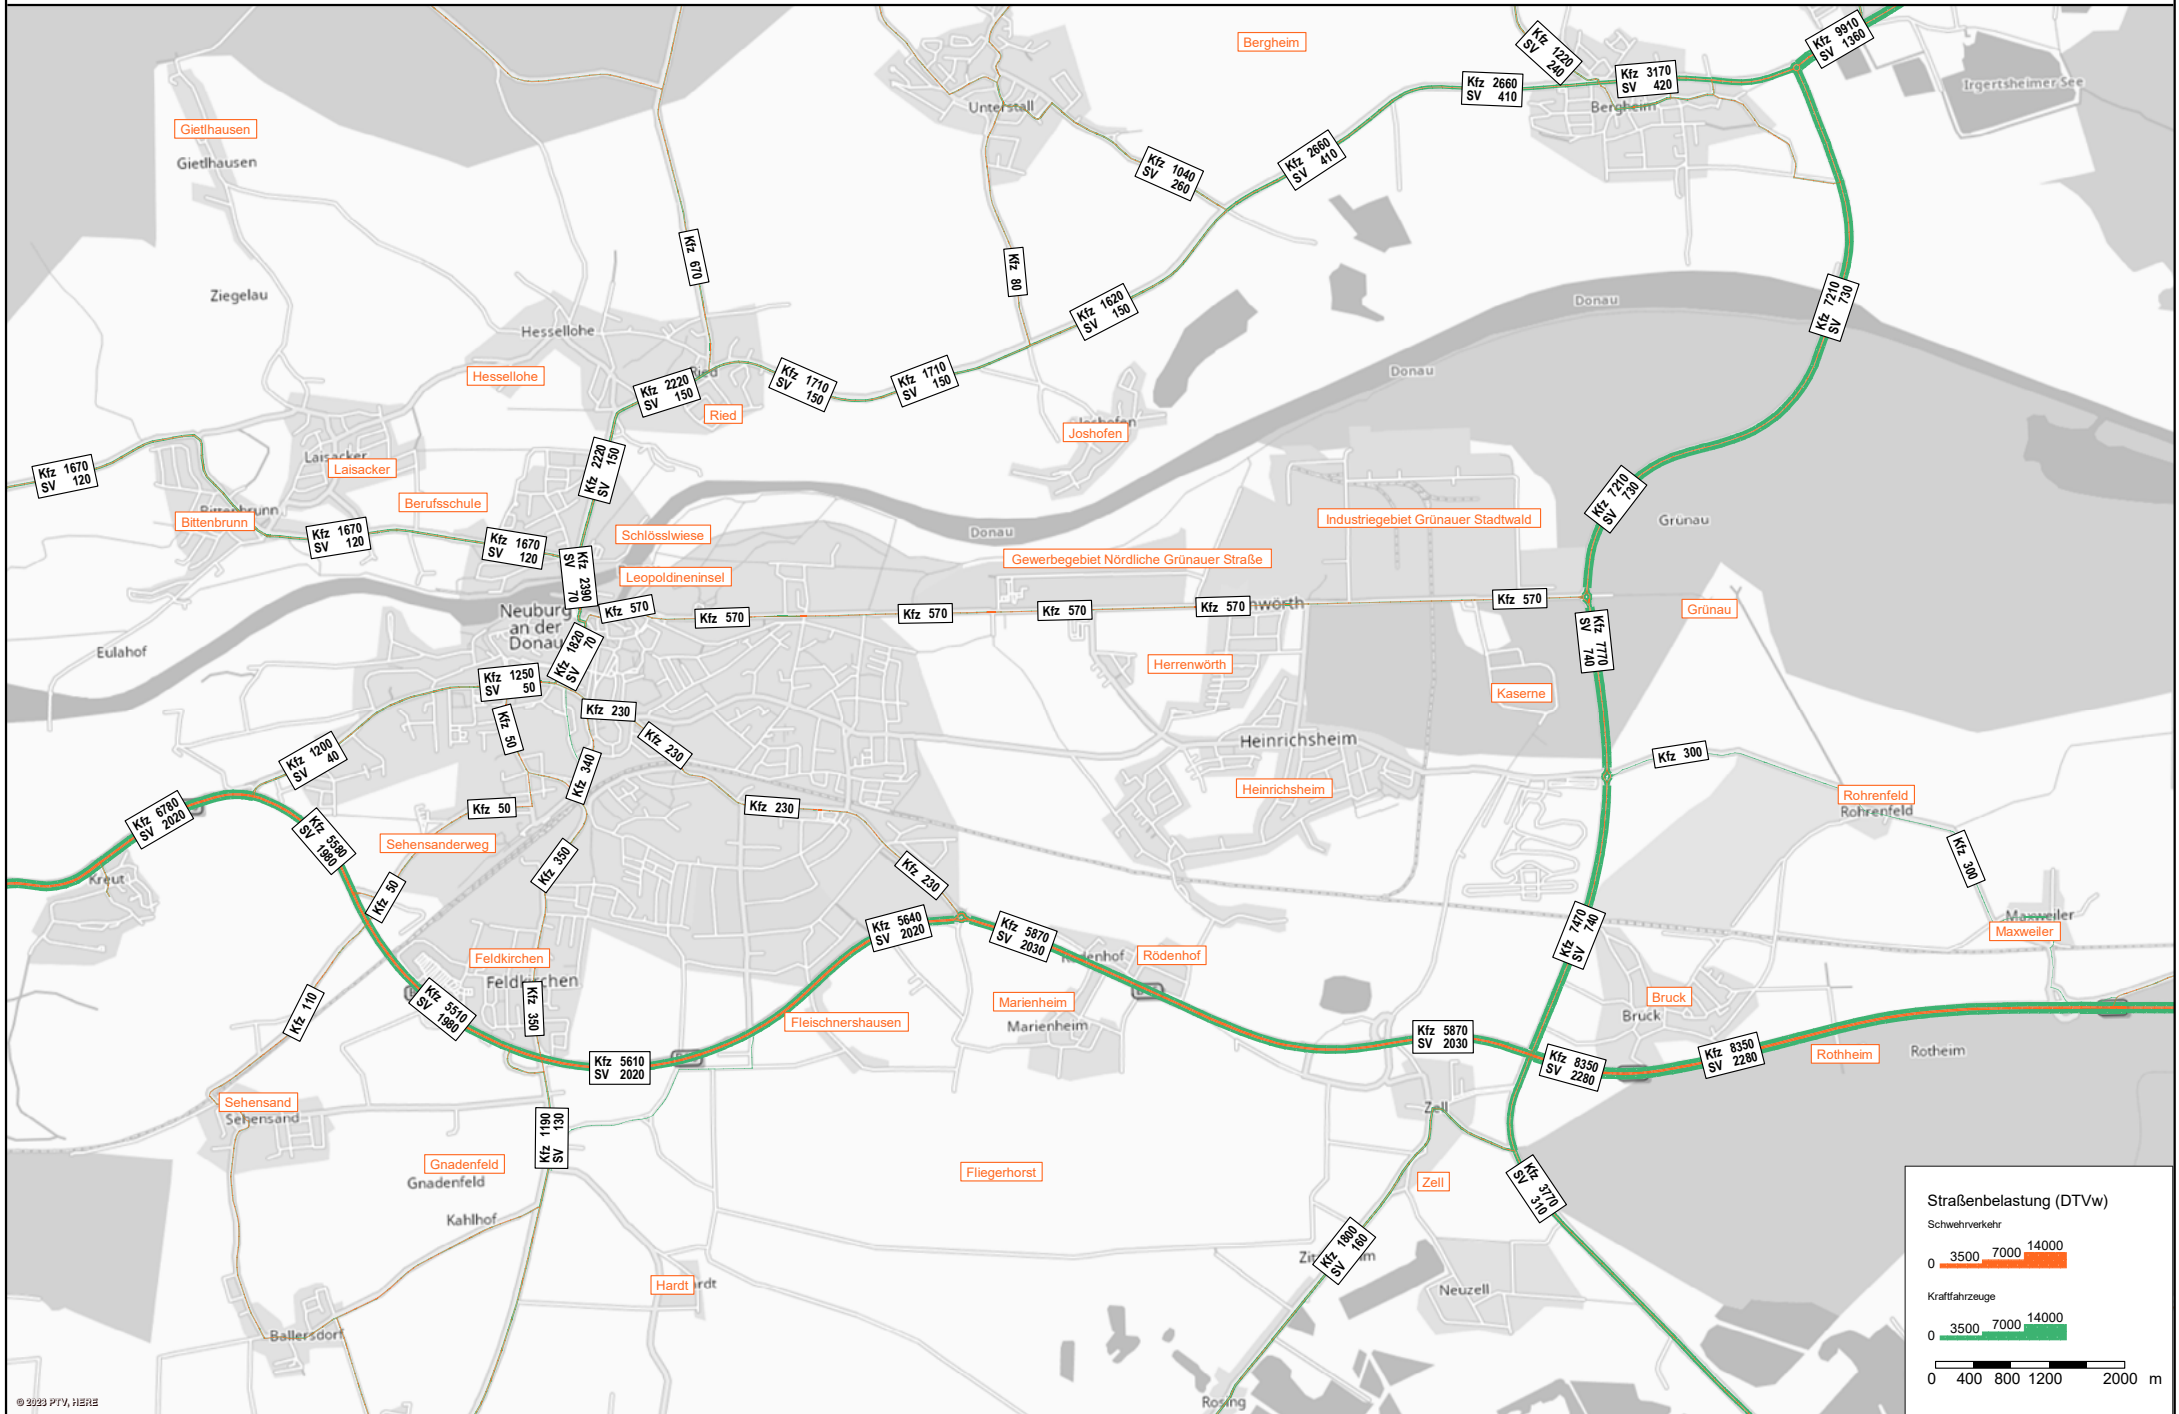 Bergheim
Kfz 1220
SV 240
Kfz 9910
SV 1360
Kfz 2660
SV 410
Kfz 3170
SV 420
Irgertsheimer See
Unterstall
Bergheim
Gietlhausen
Gietlhausen
Kfz 1040
SV 260
Kfz 2660
SV 410
Kfz 670
Kfz 80
Ziegelau
Kfz 1620
SV 150
Donau
Kfz 7210
SV 730
Hessellohe
Hessellohe
Kfz 2220
SV 150
Ried
Ried
Kfz 1710
SV 150
Kfz 1710
SV 150
Donau
Joshofen
Joshofen
Laisacker
Laisacker
Kfz 1670
SV 120
Kfz 2220
SV 150
Berufsschule
Bittenbrunn
Bittenbrunn
Kfz 1670
SV 120
Kfz 1670
SV 120
Schlösslwiese
Donau
Industriegebiet Grünauer Stadtwald
Kfz 7210
SV 730
Grünau
Gewerbegebiet Nördliche Grünauer Straße
Leopoldineninsel
Kfz 2390
SV 70
Neuburg
an der
Donau
Kfz 570
Kfz 570
Kfz 570
Kfz 570
Kfz 570
nwörth
Kfz 570
Grünau
Kfz 7770
SV 740
Eulahof
Kfz 1820
SV 70
Herrenwörth
Kaserne
Kfz 1250
SV 50
Kfz 230
Kfz 50
Kfz 230
Heinrichsheim
Heinrichsheim
Kfz 300
Kfz 1200
SV 40
Kfz 340
Kfz 50
Kfz 230
Rohrenfeld
Rohrenfeld
Kfz 6780
SV 2020
Kfz 5580
SV 1980
Sehensanderweg
Kfz 350
Kfz 230
Kfz 300
Kreut
Kfz 50
Kfz 5640
SV 2020
Kfz 5870
SV 2030
Kfz 7470
SV 740
Maxweiler
Maxweiler
Feldkirchen
Feldkirchen
Rödenhof
Rödenhof
Kfz 5510
SV 1980
Kfz 350
Kfz 110
Marienheim
Marienheim
Fleischnershausen
Bruck
Bruck
Kfz 5610
SV 2020
Kfz 5870
SV 2030
Kfz 8350
SV 2280
Kfz 8350
SV 2280
Rothheim
Rotheim
Sehensand
Sehensand
Kfz 1190
SV 130
Zell
Zell
Gnadenfeld
Gnadenfeld
Fliegerhorst
Kahlhof
Kfz 3770
SV 310
Kfz 1800
SV 160
Hardt
Neuzell
Ballersdorf
Rosing
Straßenbelastung (DTVw)
Schwehrverkehr
0 3500 7000 14000
Kraftfahrzeuge
0 3500 7000 14000
0 400 800 1200 2000 m
© 2023 PTV, HERE